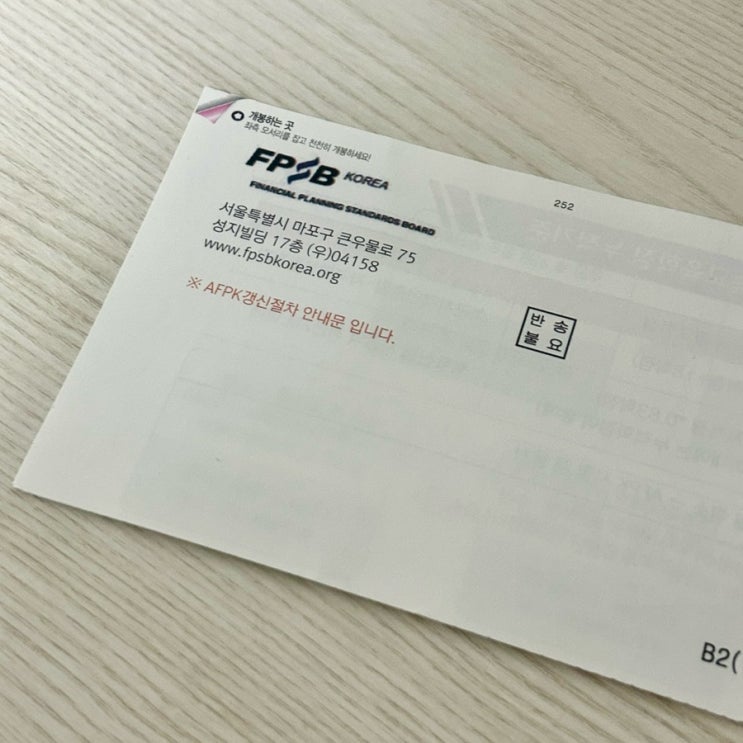 개봉하는 곳
좌측 모서리를 잡고 천천히 개봉하세요!
FPSB KOREA
FINANCIAL PLANNING STANDARDS BOARD
252
서울특별시 마포구 큰우물로 75
성지빌딩 17층 (우)04158
www.fpsbkorea.org
※ AFPK갱신절차 안내문 입니다.
반송
불요
B2(